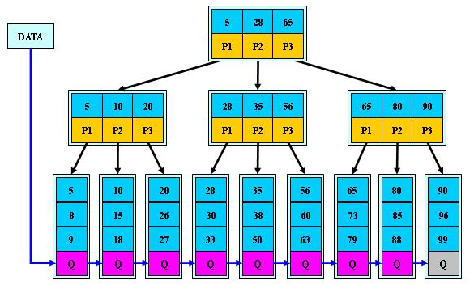 5 28 65
DATA
P1 P2 P3
5 10 20
28 35 56
65 80 90
P1 P2 P3
P1 P2 P3
P1 P2 P3
5 10 20 28 35 56 65 80 90
8 15 26 30 38 60 73 85 96
9 18 27 33 50 63 79 88 99
Q Q Q Q Q Q Q Q Q